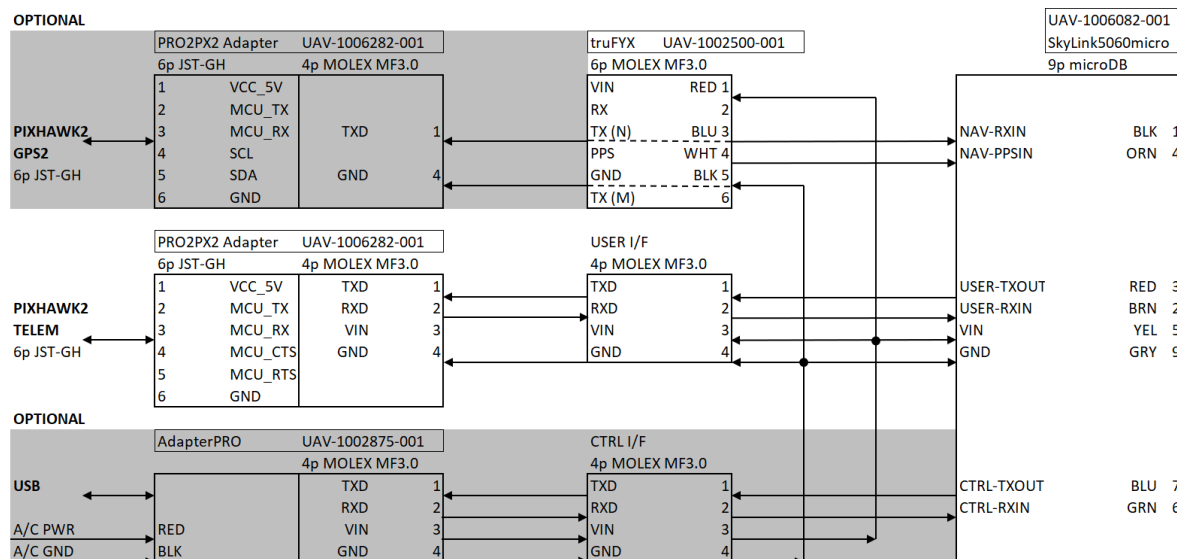 OPTIONAL
UAV-1006082-001
SkyLink5060micro
9p microDB
PRO2PX2 Adapter UAV-1006282-001
6p JST-GH 4p MOLEX MF3.0
truFYX UAV-1002500-001
6p MOLEX MF3.0
1 VCC_5V
2 MCU_TX
3 MCU_RX TXD 1
4 SCL
5 SDA GND 4
6 GND
PIXHAWK2
GPS2
6p JST-GH
VIN RED 1
RX 2
TX (N) BLU 3
PPS WHT 4
GND BLK 5
TX (M) 6
NAV-RXIN BLK 1
NAV-PPSIN ORN 4
PRO2PX2 Adapter UAV-1006282-001
6p JST-GH 4p MOLEX MF3.0
USER I/F
4p MOLEX MF3.0
1 VCC_5V TXD 1
2 MCU_TX RXD 2
3 MCU_RX VIN 3
4 MCU_CTS GND 4
5 MCU_RTS
6 GND
PIXHAWK2
TELEM
6p JST-GH
TXD 1
RXD 2
VIN 3
GND 4
USER-TXOUT RED 3
USER-RXIN BRN 2
VIN YEL 5
GND GRY 9
OPTIONAL
AdapterPRO UAV-1002875-001
4p MOLEX MF3.0
CTRL I/F
4p MOLEX MF3.0
USB
A/C PWR RED
A/C GND BLK
TXD 1
RXD 2
VIN 3
GND 4
TXD 1
RXD 2
VIN 3
GND 4
CTRL-TXOUT BLU 7
CTRL-RXIN GRN 6